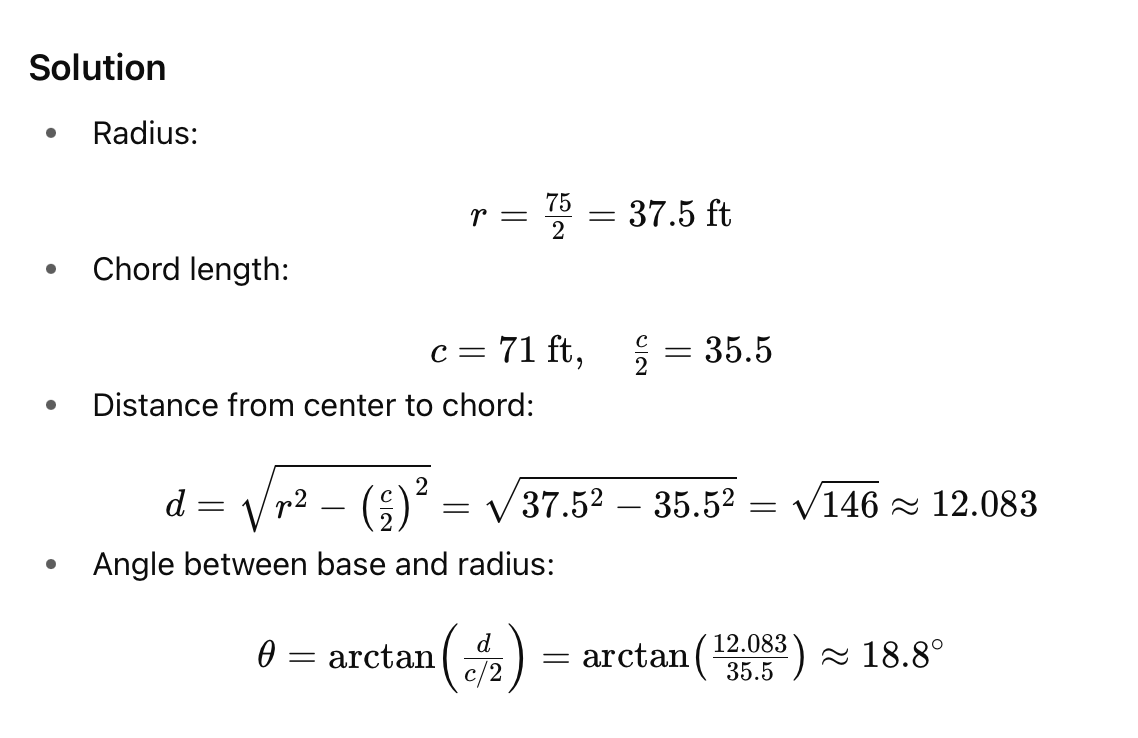 Solution
• Radius:
r = 75/2 = 37.5 ft
• Chord length:
c = 71 ft, c/2 = 35.5
• Distance from center to chord:
d = √(r² − (c/2)²) = √(37.5² − 35.5²) = √146 ≈ 12.083
• Angle between base and radius:
θ = arctan(d/(c/2)) = arctan(12.083/35.5) ≈ 18.8°